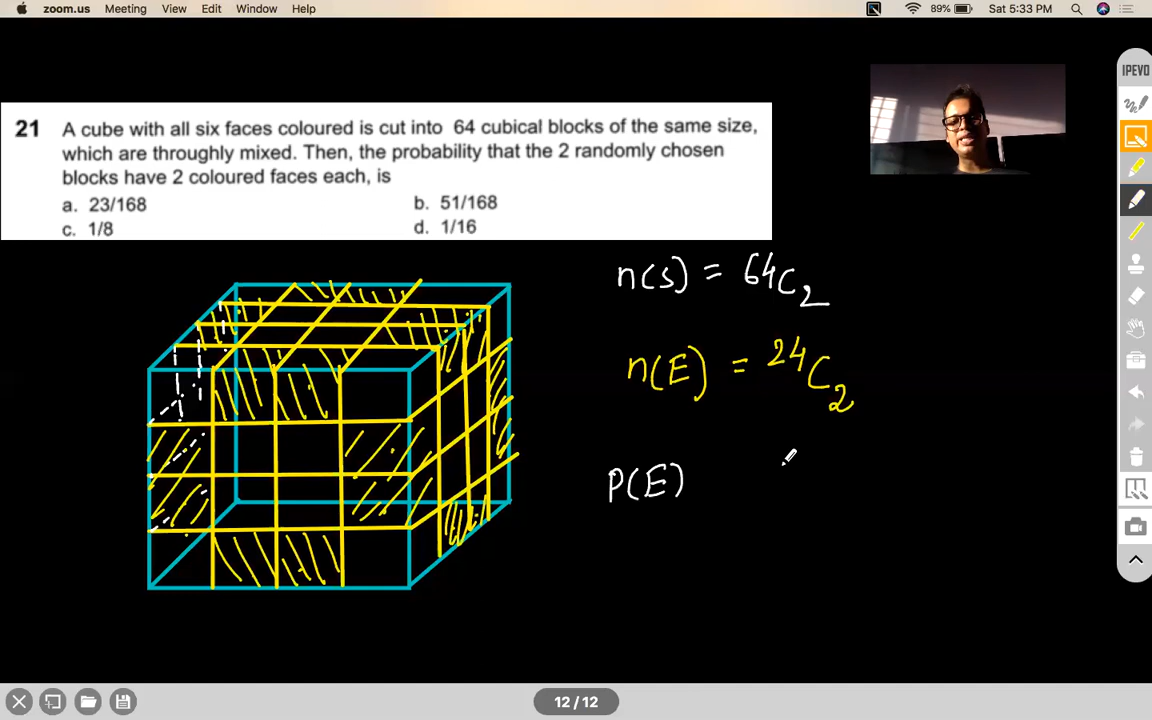 zoom.us Meeting View Edit Window Help 89% Sat 5:33 PM
IPEVO
21 A cube with all six faces coloured is cut into 64 cubical blocks of the same size,
which are throughly mixed. Then, the probability that the 2 randomly chosen
blocks have 2 coloured faces each, is
a. 23/168 b. 51/168
c. 1/8 d. 1/16
n(s) = 64C2
n(E) = 24C2
P(E)
12 / 12